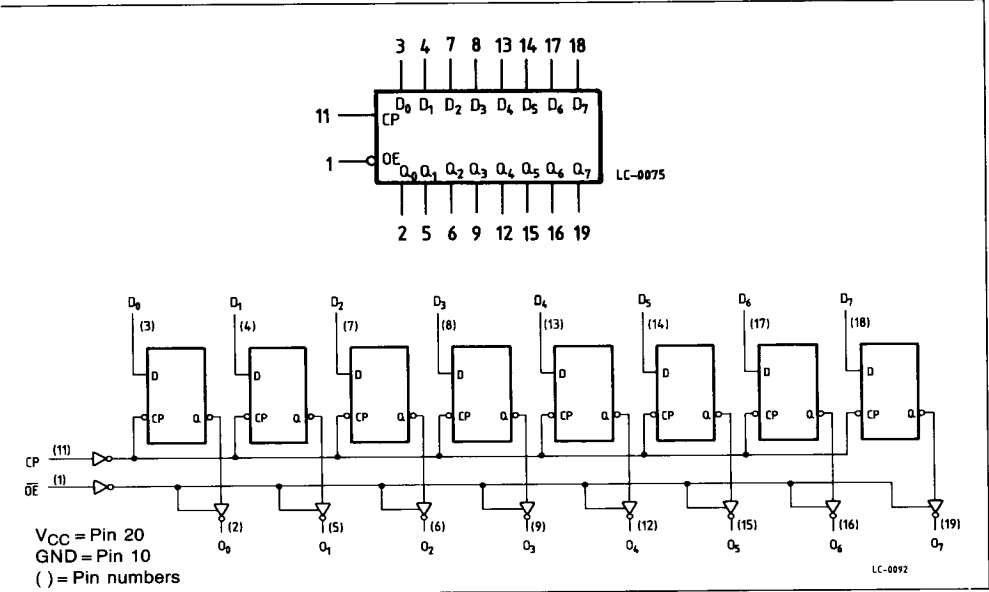 3 4 7 8 13 14 17 18
D0 D1 D2 D3 D4 D5 D6 D7
11 CP
1 OE
Q0 Q1 Q2 Q3 Q4 Q5 Q6 Q7
LC-0075
2 5 6 9 12 15 16 19
D0 D1 D2 D3 D4 D5 D6 D7
(3) (4) (7) (8) (13) (14) (17) (18)
D D D D D D D D
CP Q CP Q CP Q CP Q CP Q CP Q CP Q CP Q
CP (11)
O̅E̅ (1)
(2) (5) (6) (9) (12) (15) (16) (19)
O0 O1 O2 O3 O4 O5 O6 O7
VCC = Pin 20
GND = Pin 10
( ) = Pin numbers
LC-0092